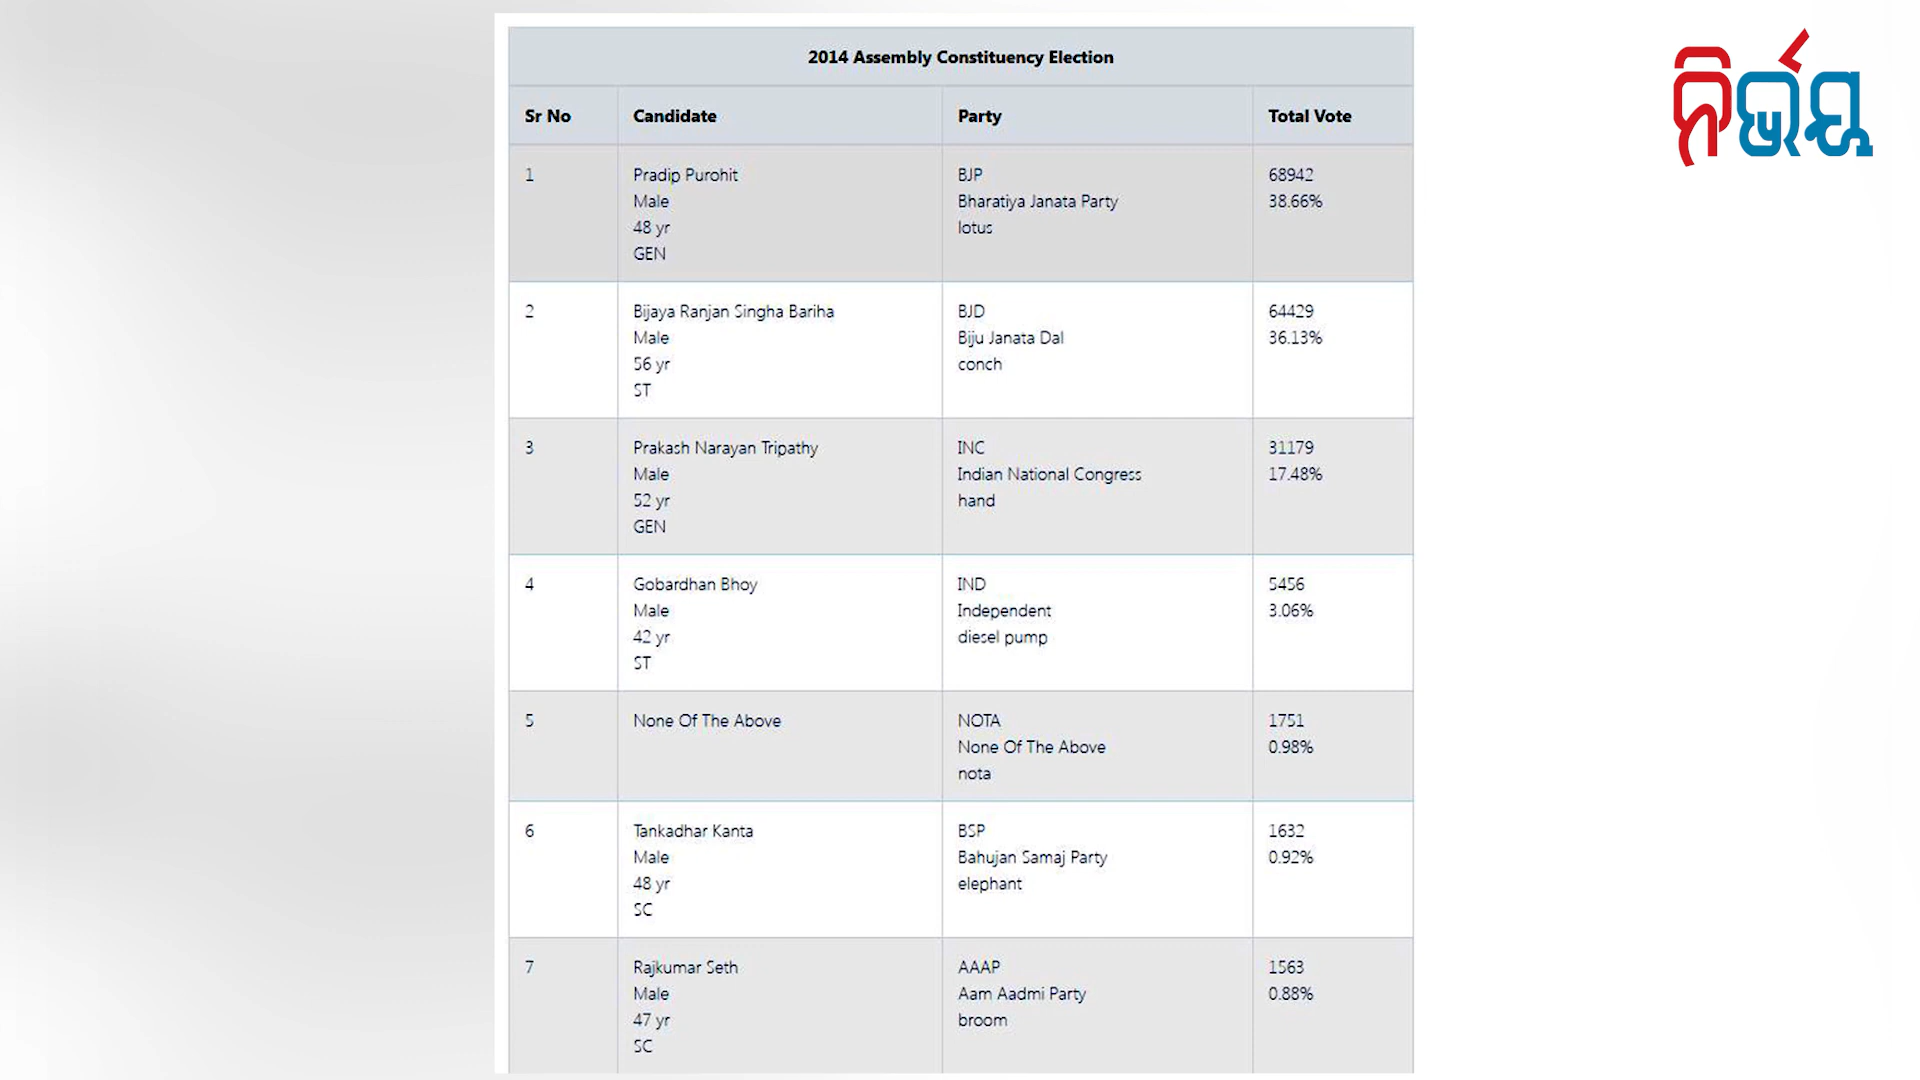 2014 Assembly Constituency Election
Sr No Candidate Party Total Vote
1 Pradip Purohit BJP 68942
Male Bharatiya Janata Party 38.66%
48 yr lotus
GEN
2 Bijaya Ranjan Singha Bariha BJD 64429
Male Biju Janata Dal 36.13%
56 yr conch
ST
3 Prakash Narayan Tripathy INC 31179
Male Indian National Congress 17.48%
52 yr hand
GEN
4 Gobardhan Bhoy IND 5456
Male Independent 3.06%
42 yr diesel pump
ST
5 None Of The Above NOTA 1751
None Of The Above 0.98%
nota
6 Tankadhar Kanta BSP 1632
Male Bahujan Samaj Party 0.92%
48 yr elephant
SC
7 Rajkumar Seth AAAP 1563
Male Aam Aadmi Party 0.88%
47 yr broom
SC
ନିର୍ଭୟ